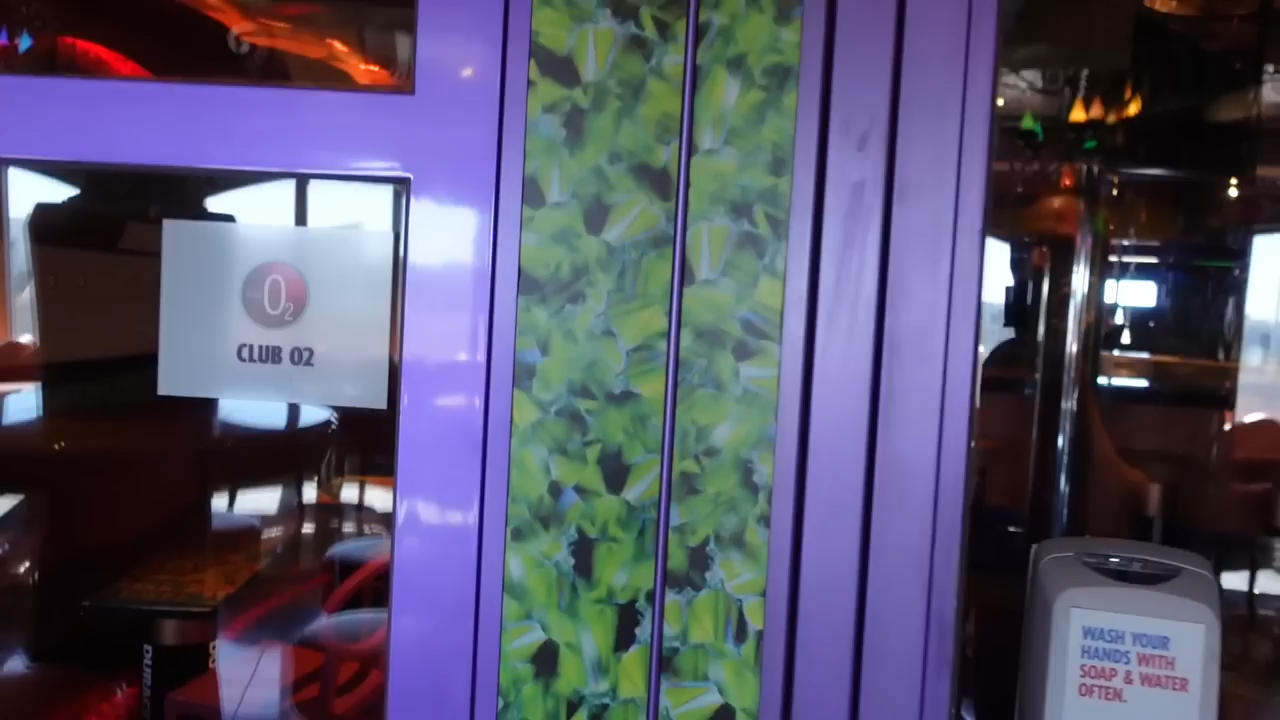 O2
CLUB O2
WASH YOUR
HANDS WITH
SOAP & WATER
OFTEN.